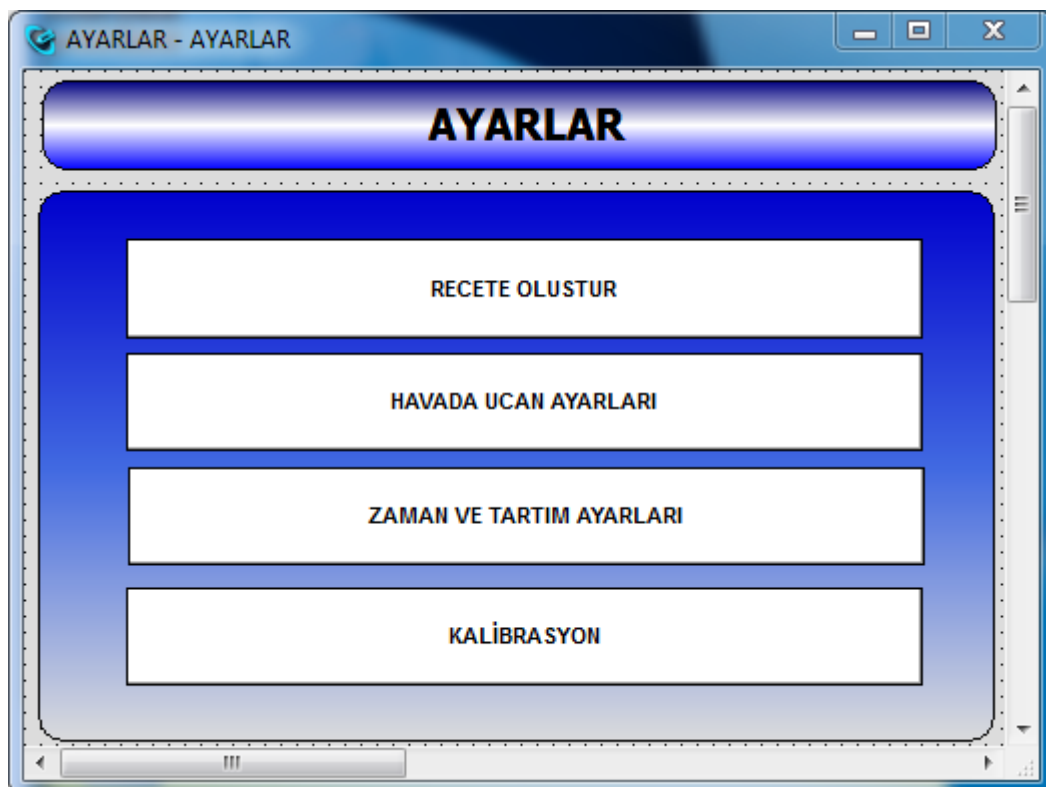 AYARLAR - AYARLAR
AYARLAR
RECETE OLUSTUR
HAVADA UCAN AYARLARI
ZAMAN VE TARTIM AYARLARI
KALİBRASYON